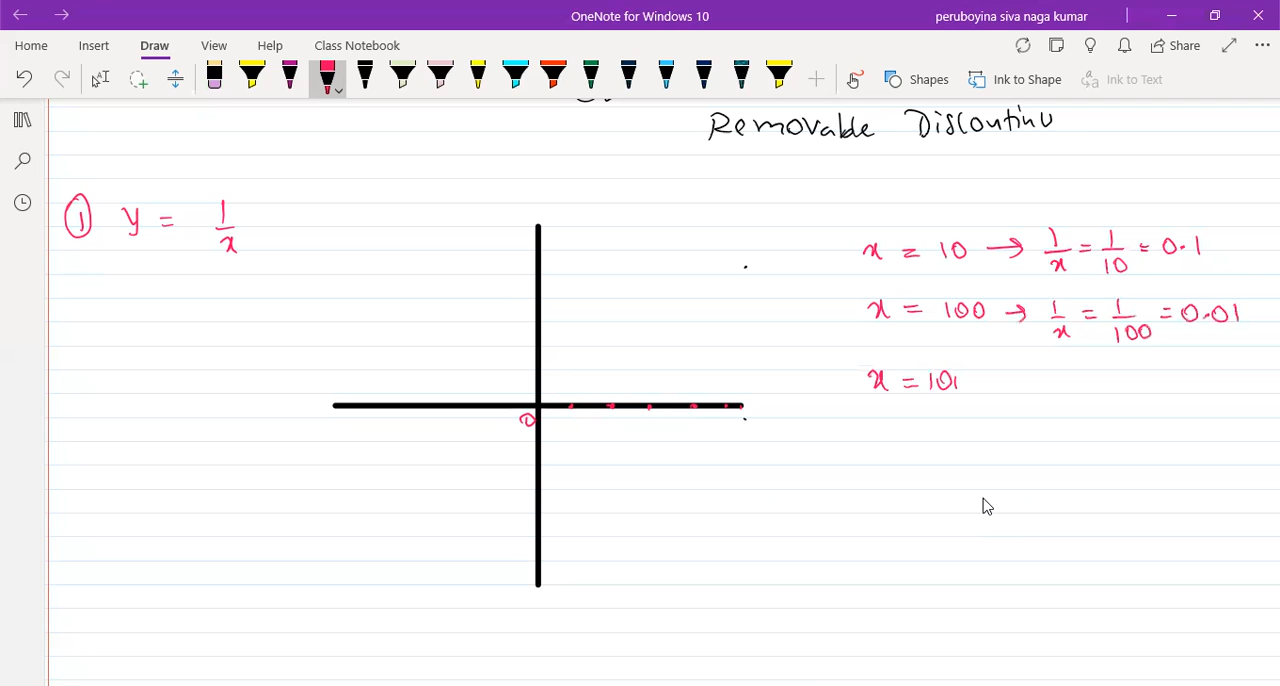 OneNote for Windows 10
peruboyina siva naga kumar
Home Insert Draw View Help Class Notebook Share
Shapes Ink to Shape Ink to Text
Removable Discontinu
① y = 1/x
x = 10 → 1/x = 1/10 = 0.1
x = 100 → 1/x = 1/100 = 0.01
x = 10
0